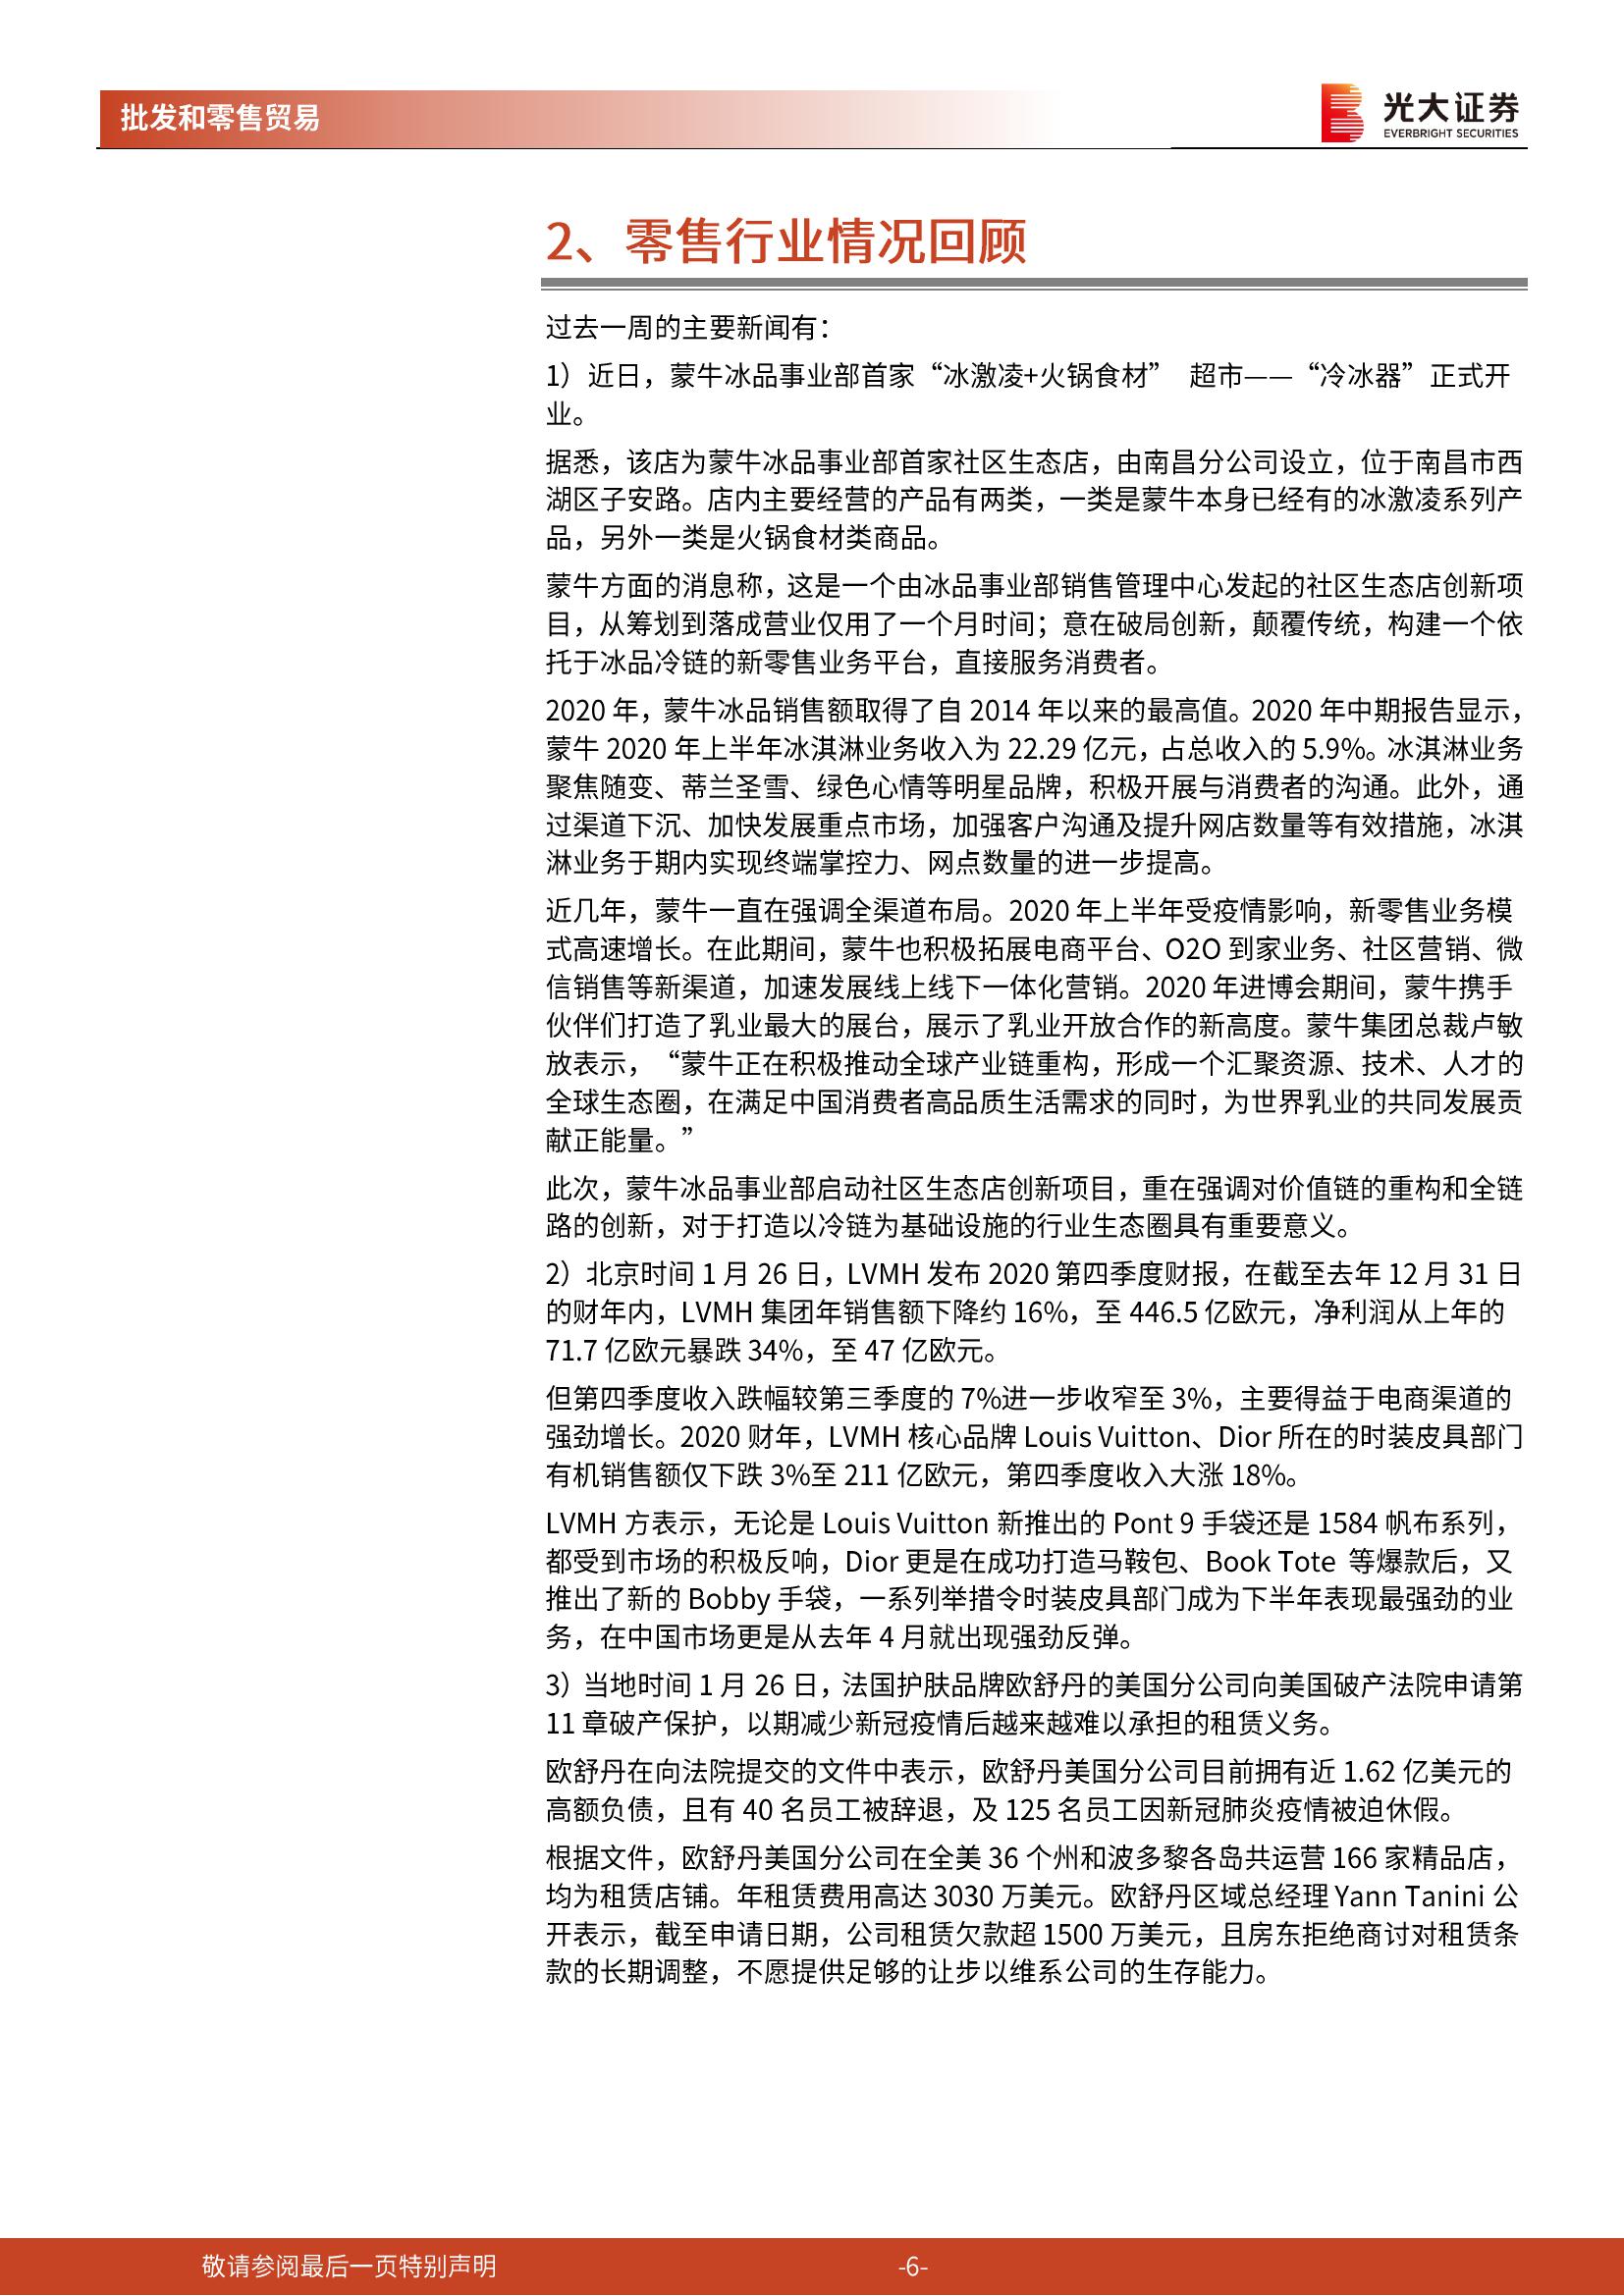 批发和零售贸易
光大证券
EVERBRIGHT SECURITIES
2、零售行业情况回顾
过去一周的主要新闻有：
1）近日，蒙牛冰品事业部首家“冰激凌+火锅食材” 超市——“冷冰器”正式开
业。
据悉，该店为蒙牛冰品事业部首家社区生态店，由南昌分公司设立，位于南昌市西
湖区子安路。店内主要经营的产品有两类，一类是蒙牛本身已经有的冰激凌系列产
品，另外一类是火锅食材类商品。
蒙牛方面的消息称，这是一个由冰品事业部销售管理中心发起的社区生态店创新项
目，从筹划到落成营业仅用了一个月时间；意在破局创新，颠覆传统，构建一个依
托于冰品冷链的新零售业务平台，直接服务消费者。
2020 年，蒙牛冰品销售额取得了自 2014 年以来的最高值。2020 年中期报告显示，
蒙牛 2020 年上半年冰淇淋业务收入为 22.29 亿元，占总收入的 5.9%。冰淇淋业务
聚焦随变、蒂兰圣雪、绿色心情等明星品牌，积极开展与消费者的沟通。此外，通
过渠道下沉、加快发展重点市场，加强客户沟通及提升网店数量等有效措施，冰淇
淋业务于期内实现终端掌控力、网点数量的进一步提高。
近几年，蒙牛一直在强调全渠道布局。2020 年上半年受疫情影响，新零售业务模
式高速增长。在此期间，蒙牛也积极拓展电商平台、O2O 到家业务、社区营销、微
信销售等新渠道，加速发展线上线下一体化营销。2020 年进博会期间，蒙牛携手
伙伴们打造了乳业最大的展台，展示了乳业开放合作的新高度。蒙牛集团总裁卢敏
放表示，“蒙牛正在积极推动全球产业链重构，形成一个汇聚资源、技术、人才的
全球生态圈，在满足中国消费者高品质生活需求的同时，为世界乳业的共同发展贡
献正能量。”
此次，蒙牛冰品事业部启动社区生态店创新项目，重在强调对价值链的重构和全链
路的创新，对于打造以冷链为基础设施的行业生态圈具有重要意义。
2）北京时间 1 月 26 日，LVMH 发布 2020 第四季度财报，在截至去年 12 月 31 日
的财年内，LVMH 集团年销售额下降约 16%，至 446.5 亿欧元，净利润从上年的
71.7 亿欧元暴跌 34%，至 47 亿欧元。
但第四季度收入跌幅较第三季度的 7%进一步收窄至 3%，主要得益于电商渠道的
强劲增长。2020 财年，LVMH 核心品牌 Louis Vuitton、Dior 所在的时装皮具部门
有机销售额仅下跌 3%至 211 亿欧元，第四季度收入大涨 18%。
LVMH 方表示，无论是 Louis Vuitton 新推出的 Pont 9 手袋还是 1584 帆布系列，
都受到市场的积极反响，Dior 更是在成功打造马鞍包、Book Tote 等爆款后，又
推出了新的 Bobby 手袋，一系列举措令时装皮具部门成为下半年表现最强劲的业
务，在中国市场更是从去年 4 月就出现强劲反弹。
3）当地时间 1 月 26 日，法国护肤品牌欧舒丹的美国分公司向美国破产法院申请第
11 章破产保护，以期减少新冠疫情后越来越难以承担的租赁义务。
欧舒丹在向法院提交的文件中表示，欧舒丹美国分公司目前拥有近 1.62 亿美元的
高额负债，且有 40 名员工被辞退，及 125 名员工因新冠肺炎疫情被迫休假。
根据文件，欧舒丹美国分公司在全美 36 个州和波多黎各岛共运营 166 家精品店，
均为租赁店铺。年租赁费用高达 3030 万美元。欧舒丹区域总经理 Yann Tanini 公
开表示，截至申请日期，公司租赁欠款超 1500 万美元，且房东拒绝商讨对租赁条
款的长期调整，不愿提供足够的让步以维系公司的生存能力。
敬请参阅最后一页特别声明
-6-